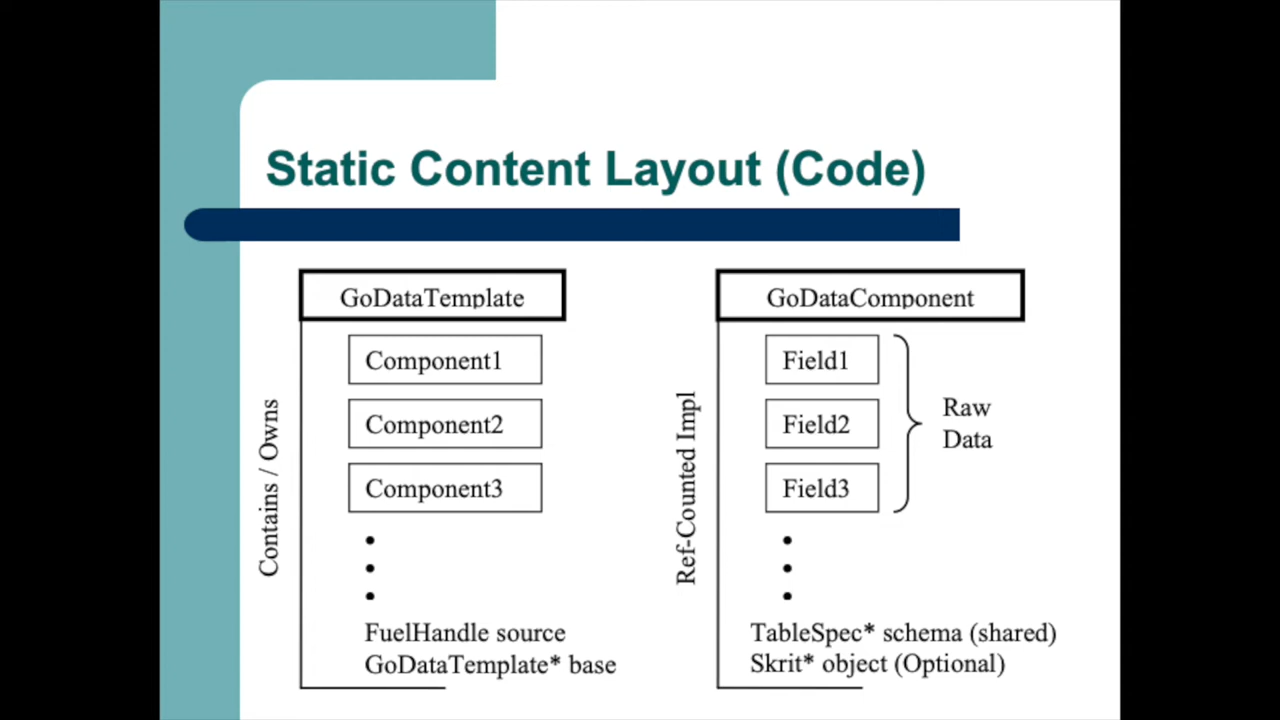 Static Content Layout (Code)
GoDataTemplate
Contains / Owns
Component1
Component2
Component3
FuelHandle source
GoDataTemplate* base
GoDataComponent
Ref-Counted Impl
Field1
Field2
Field3
Raw
Data
TableSpec* schema (shared)
Skrit* object (Optional)